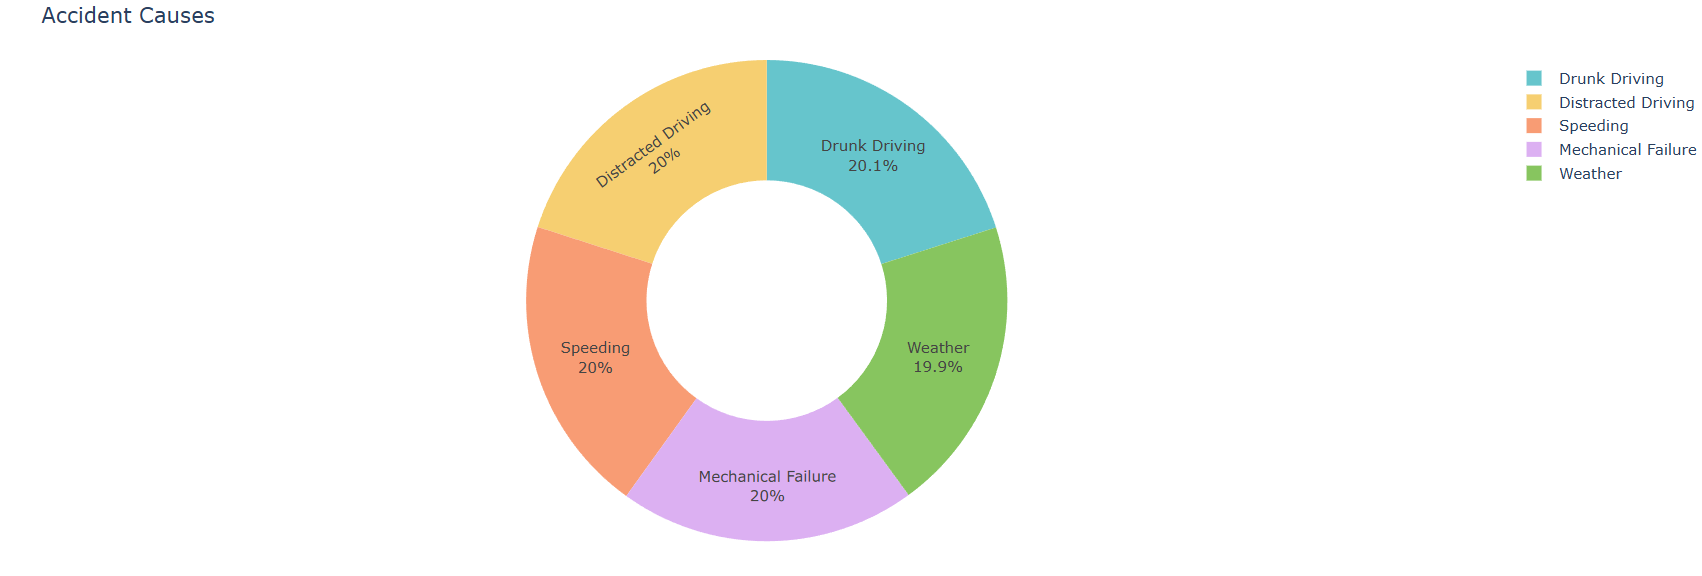 Accident Causes
Drunk Driving
20.1%
Distracted Driving
20%
Speeding
20%
Weather
19.9%
Mechanical Failure
20%
Drunk Driving
Distracted Driving
Speeding
Mechanical Failure
Weather